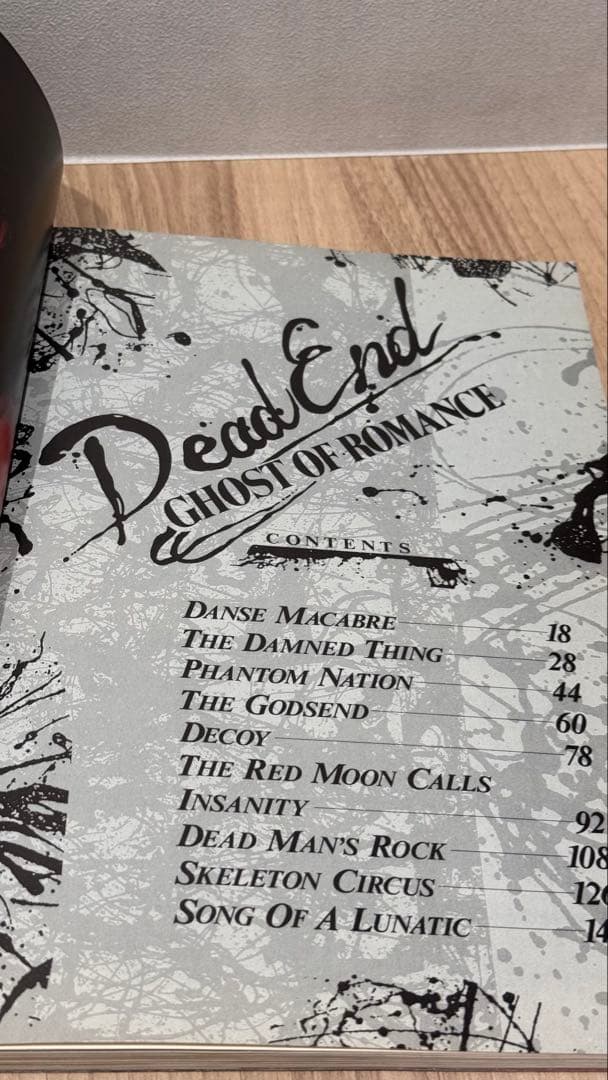 Dead End
GHOST OF ROMANCE
CONTENTS
DANSE MACABRE 18
THE DAMNED THING 28
PHANTOM NATION 44
THE GODSEND 60
DECOY 78
THE RED MOON CALLS
INSANITY 92
DEAD MAN'S ROCK 108
SKELETON CIRCUS
SONG OF A LUNATIC